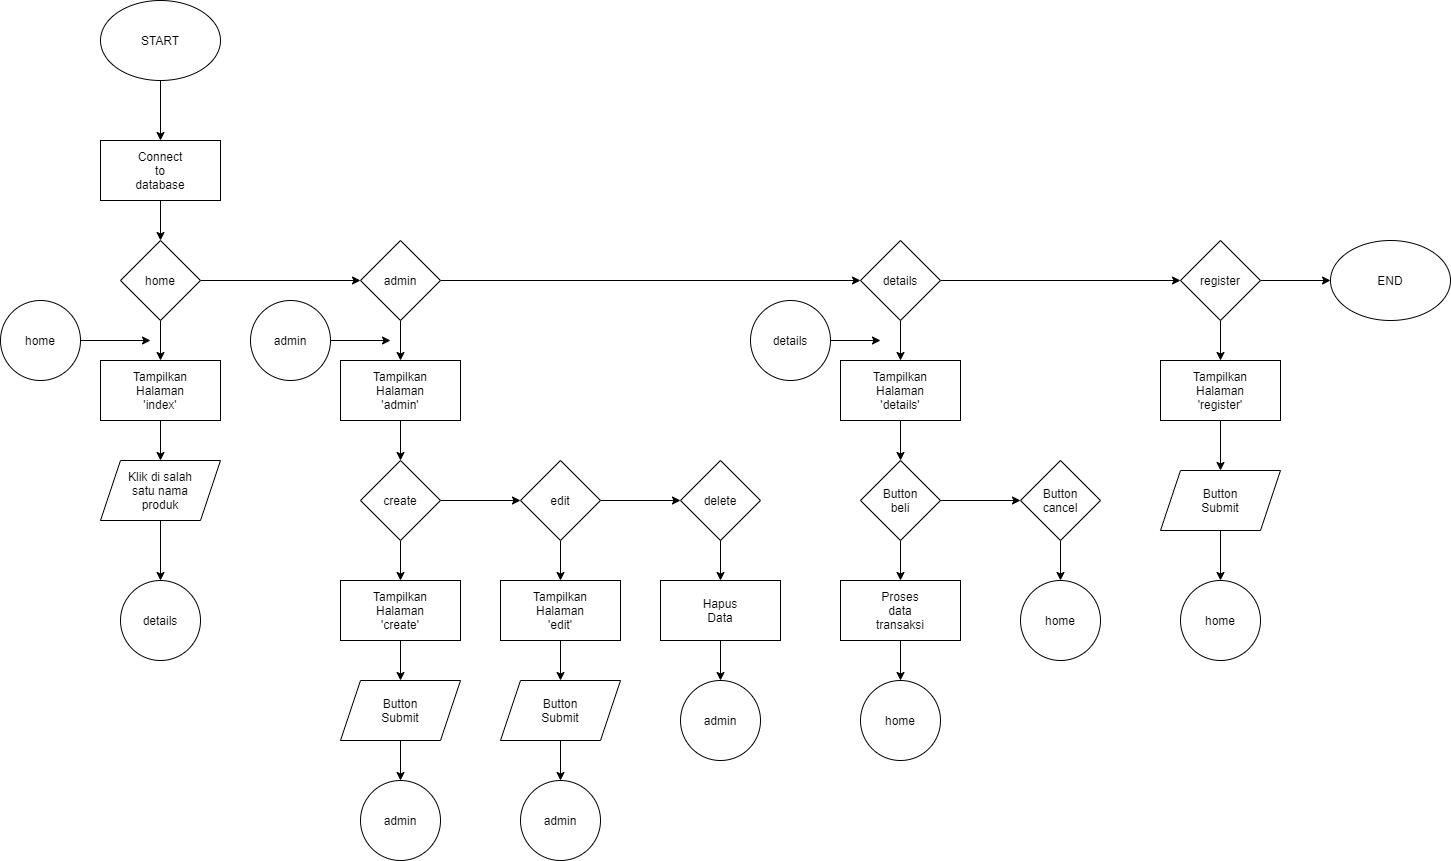 START
Connect
to
database
home
admin
details
register
END
home
admin
details
Tampilkan
Halaman
'index'
Tampilkan
Halaman
'admin'
Tampilkan
Halaman
'details'
Tampilkan
Halaman
'register'
Klik di salah
satu nama
produk
create
edit
delete
Button
beli
Button
cancel
Button
Submit
details
Tampilkan
Halaman
'create'
Tampilkan
Halaman
'edit'
Hapus
Data
Proses
data
transaksi
home
home
Button
Submit
Button
Submit
admin
home
admin
admin